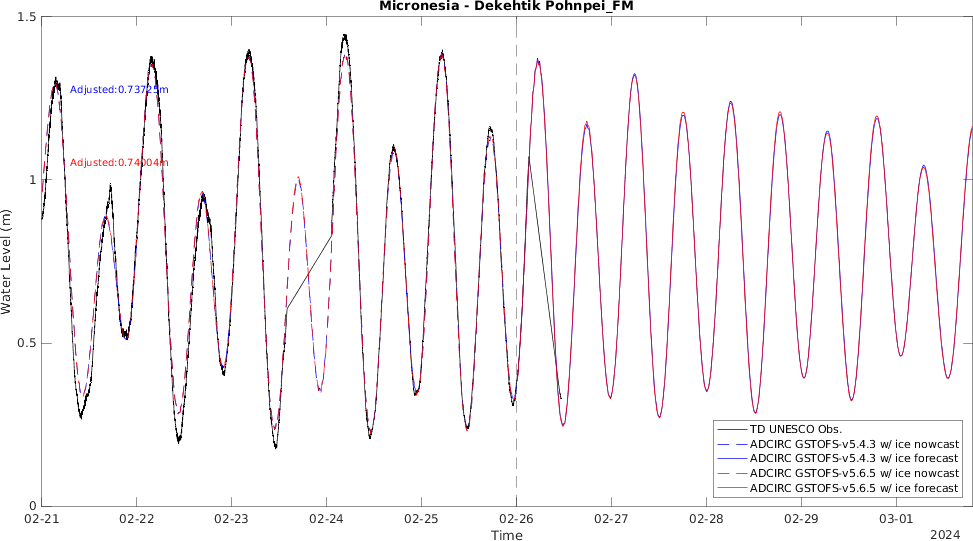 Micronesia - Dekehtik Pohnpei_FM
1.5
1
0.5
0
Water Level (m)
Adjusted:0.73725m
Adjusted:0.74004m
TD UNESCO Obs.
ADCIRC GSTOFS-v5.4.3 w/ ice nowcast
ADCIRC GSTOFS-v5.4.3 w/ ice forecast
ADCIRC GSTOFS-v5.6.5 w/ ice nowcast
ADCIRC GSTOFS-v5.6.5 w/ ice forecast
02-21 02-22 02-23 02-24 02-25 02-26 02-27 02-28 02-29 03-01
Time
2024